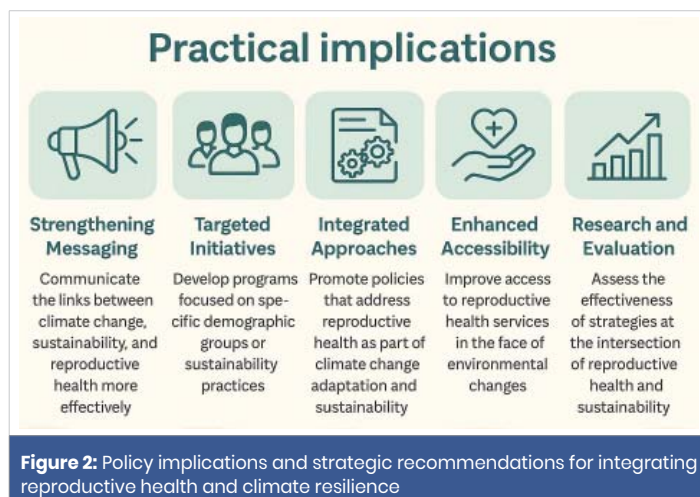 Practical implications
Strengthening
Messaging
Communicate
the links between
climate change,
sustainability, and
reproductive
health more
effectively
Targeted
Initiatives
Develop programs
focused on spe-
cific demographic
groups or
sustainability
practices
Integrated
Approaches
Promote policies
that address
reproductive
health as part of
climate change
adaptation and
sustainability
Enhanced
Accessibility
Improve access
to reproductive
health services
in the face of
environmental
changes
Research and
Evaluation
Assess the
effectiveness
of strategies at
the intersection
of reproductive
health and
sustainability
Figure 2: Policy implications and strategic recommendations for integrating
reproductive health and climate resilience